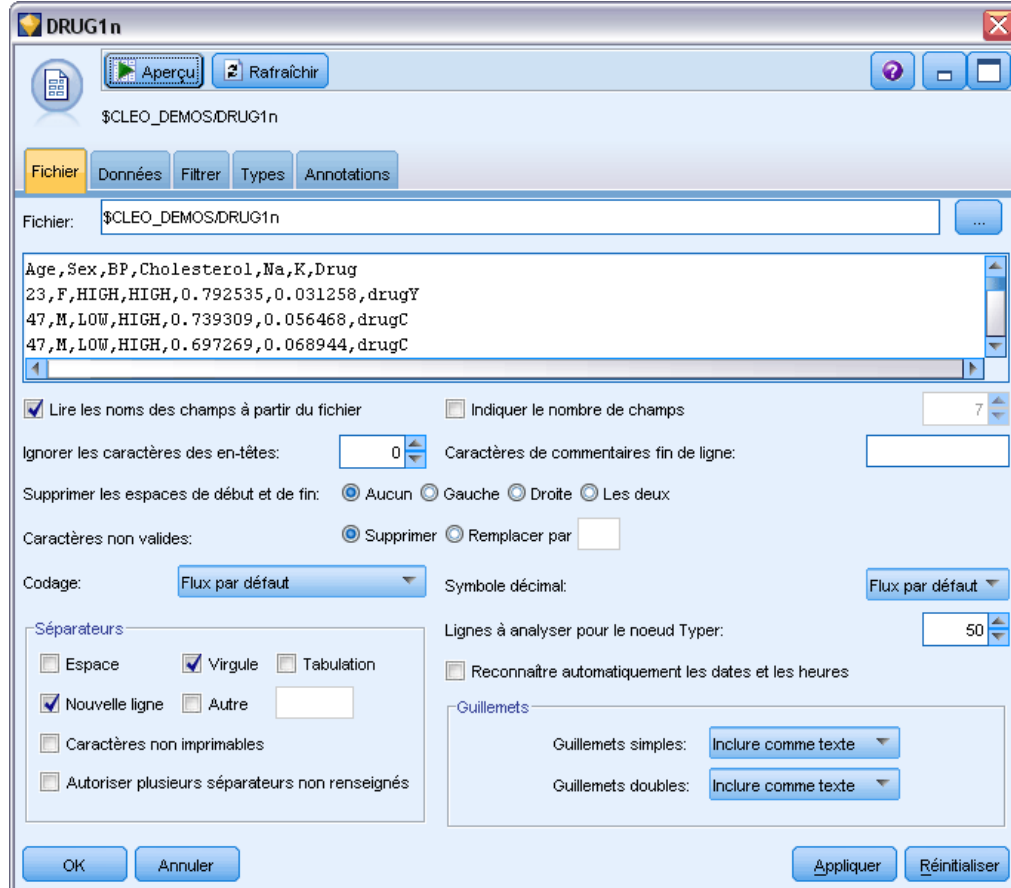 DRUG1n
Aperçu Rafraîchir
$CLEO_DEMOS/DRUG1n
Fichier Données Filtrer Types Annotations
Fichier: $CLEO_DEMOS/DRUG1n ...
Age,Sex,BP,Cholesterol,Na,K,Drug
23,F,HIGH,HIGH,0.792535,0.031258,drugY
47,M,LOW,HIGH,0.739309,0.056468,drugC
47,M,LOW,HIGH,0.697269,0.068944,drugC
Lire les noms des champs à partir du fichier Indiquer le nombre de champs 7
Ignorer les caractères des en-têtes: 0 Caractères de commentaires fin de ligne:
Supprimer les espaces de début et de fin: Aucun Gauche Droite Les deux
Caractères non valides: Supprimer Remplacer par
Codage: Flux par défaut Symbole décimal: Flux par défaut
Séparateurs Lignes à analyser pour le noeud Typer: 50
Espace Virgule Tabulation Reconnaître automatiquement les dates et les heures
Nouvelle ligne Autre Guillemets
Caractères non imprimables Guillemets simples: Inclure comme texte
Autoriser plusieurs séparateurs non renseignés Guillemets doubles: Inclure comme texte
OK Annuler Appliquer Réinitialiser